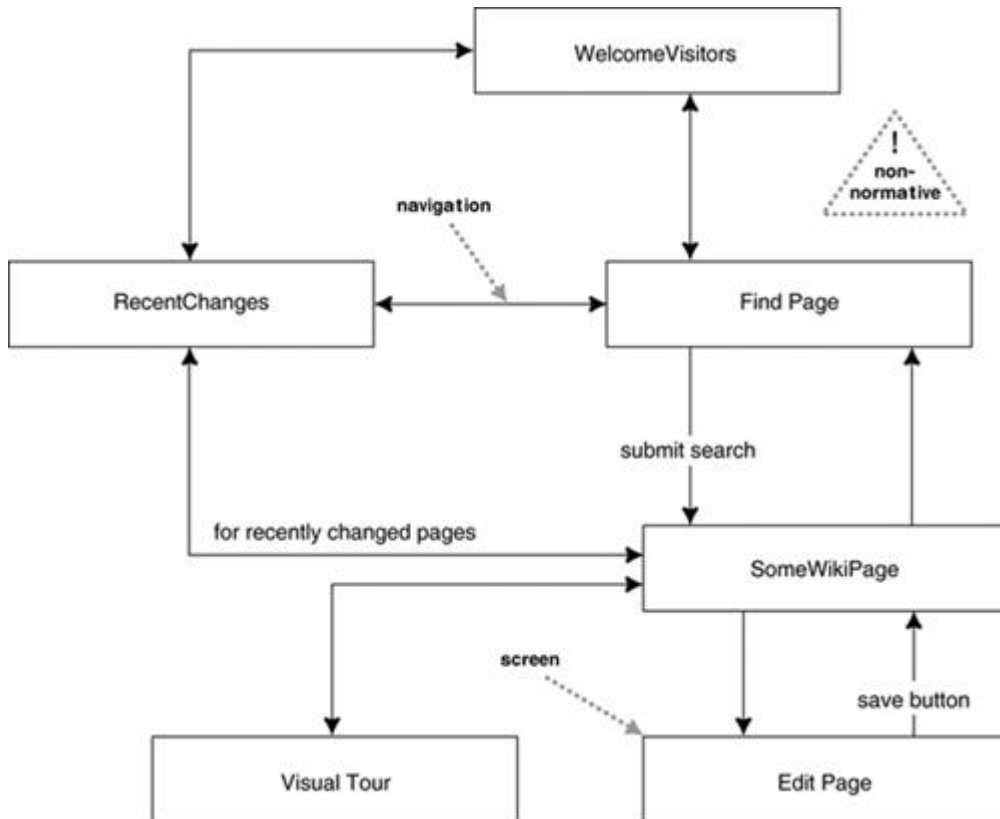 WelcomeVisitors
!
non-
normative
navigation
RecentChanges
Find Page
submit search
for recently changed pages
SomeWikiPage
screen
save button
Visual Tour
Edit Page